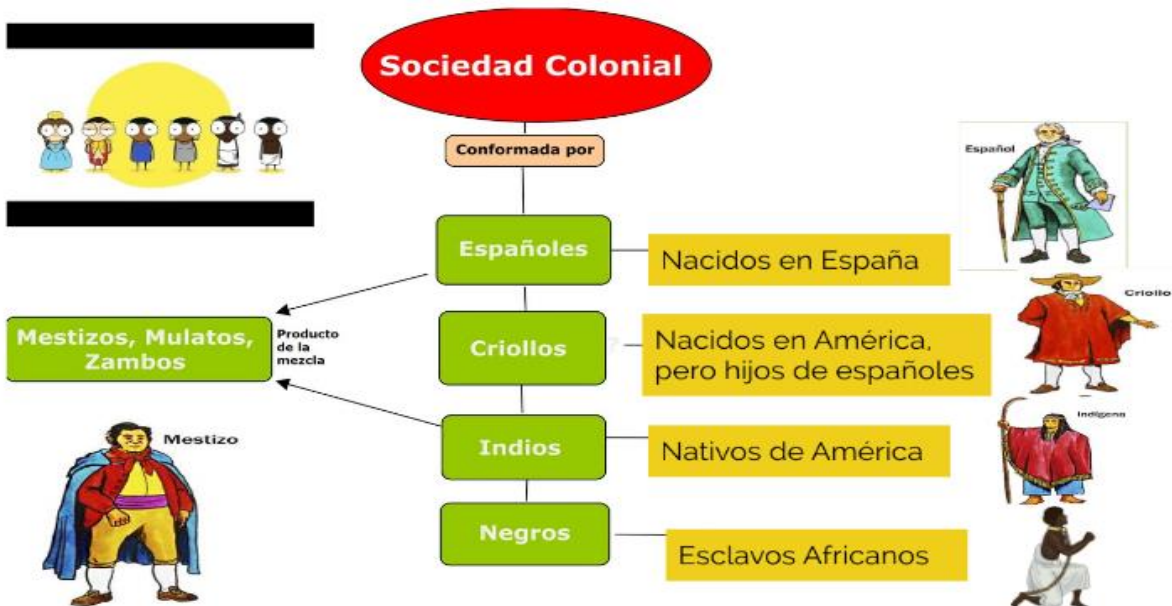 Sociedad Colonial
Conformada por
Españoles
Nacidos en España
Español
Criollos
Nacidos en América,
pero hijos de españoles
Criollo
Mestizos, Mulatos,
Zambos
Producto
de la
mezcla
Indios
Nativos de América
Indígena
Negros
Esclavos Africanos
Mestizo